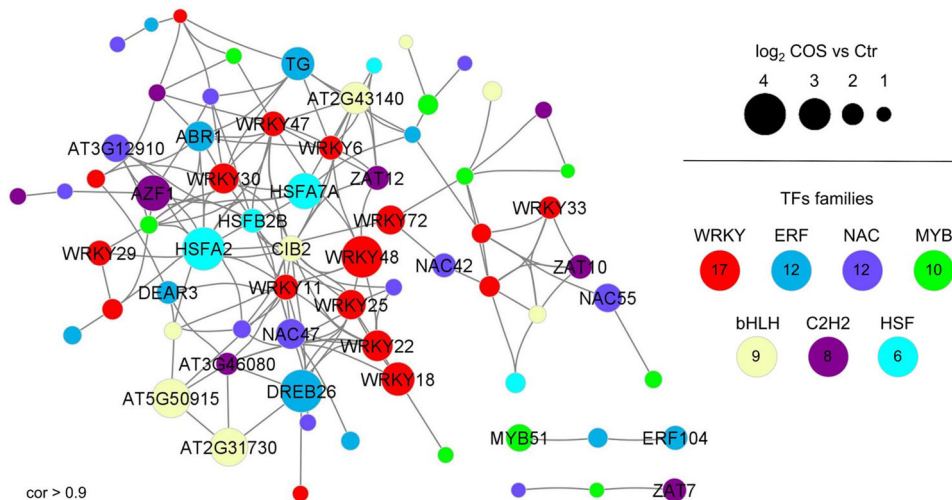 log₂ COS vs Ctr
4 3 2 1
TG
AT2G43140
WRKY47
ABR1
WRKY6
AT3G12910
ZAT12
WRKY30
AZF1
HSFA7A
HSFB2B
WRKY72
WRKY33
HSFA2
CIB2
WRKY29
WRKY48
NAC42
ZAT10
DEAR3
WRKY11
NAC55
WRKY25
NAC47
WRKY22
AT3G46080
WRKY18
DREB26
AT5G50915
AT2G31730
MYB51
ERF104
ZAT7
cor > 0.9
TFs families
WRKY ERF NAC MYB
17 12 12 10
bHLH C2H2 HSF
9 8 6